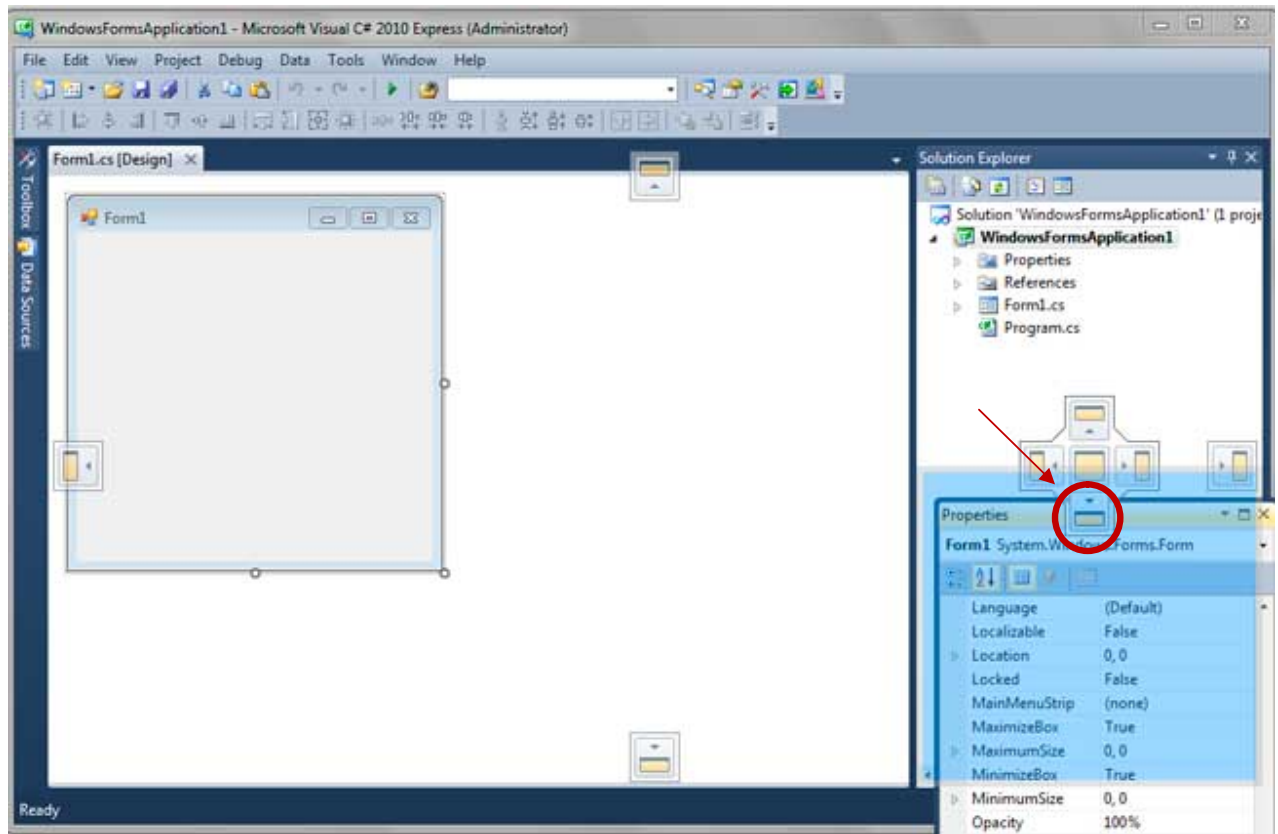 WindowsFormsApplication1 - Microsoft Visual C# 2010 Express (Administrator)
File Edit View Project Debug Data Tools Window Help
Toolbox
Data Sources
Form1.cs [Design]
Form1
Solution Explorer
Solution 'WindowsFormsApplication1' (1 proje
WindowsFormsApplication1
Properties
References
Form1.cs
Program.cs
Properties
Form1 System.Windows.Forms.Form
Language (Default)
Localizable False
Location 0, 0
Locked False
MainMenuStrip (none)
MaximizeBox True
MaximumSize 0, 0
MinimizeBox True
MinimumSize 0, 0
Opacity 100%
Ready